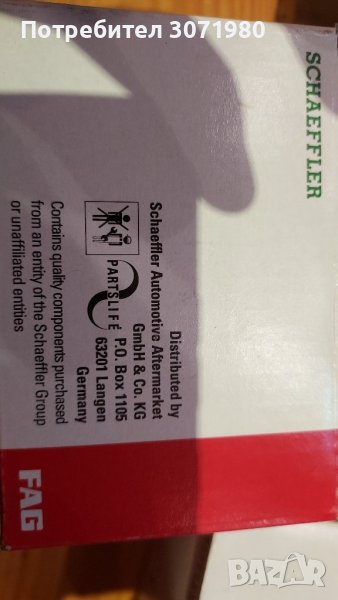 Потребител 3071980
SCHAEFFLER
Distributed by
Schaeffler Automotive Aftermarket
GmbH & Co. KG
P.O. Box 1105
63201 Langen
Germany
PARTSLIFE
Contains quality components purchased
from an entity of the Schaeffler Group
or unaffiliated entities
FAG
BAZAR